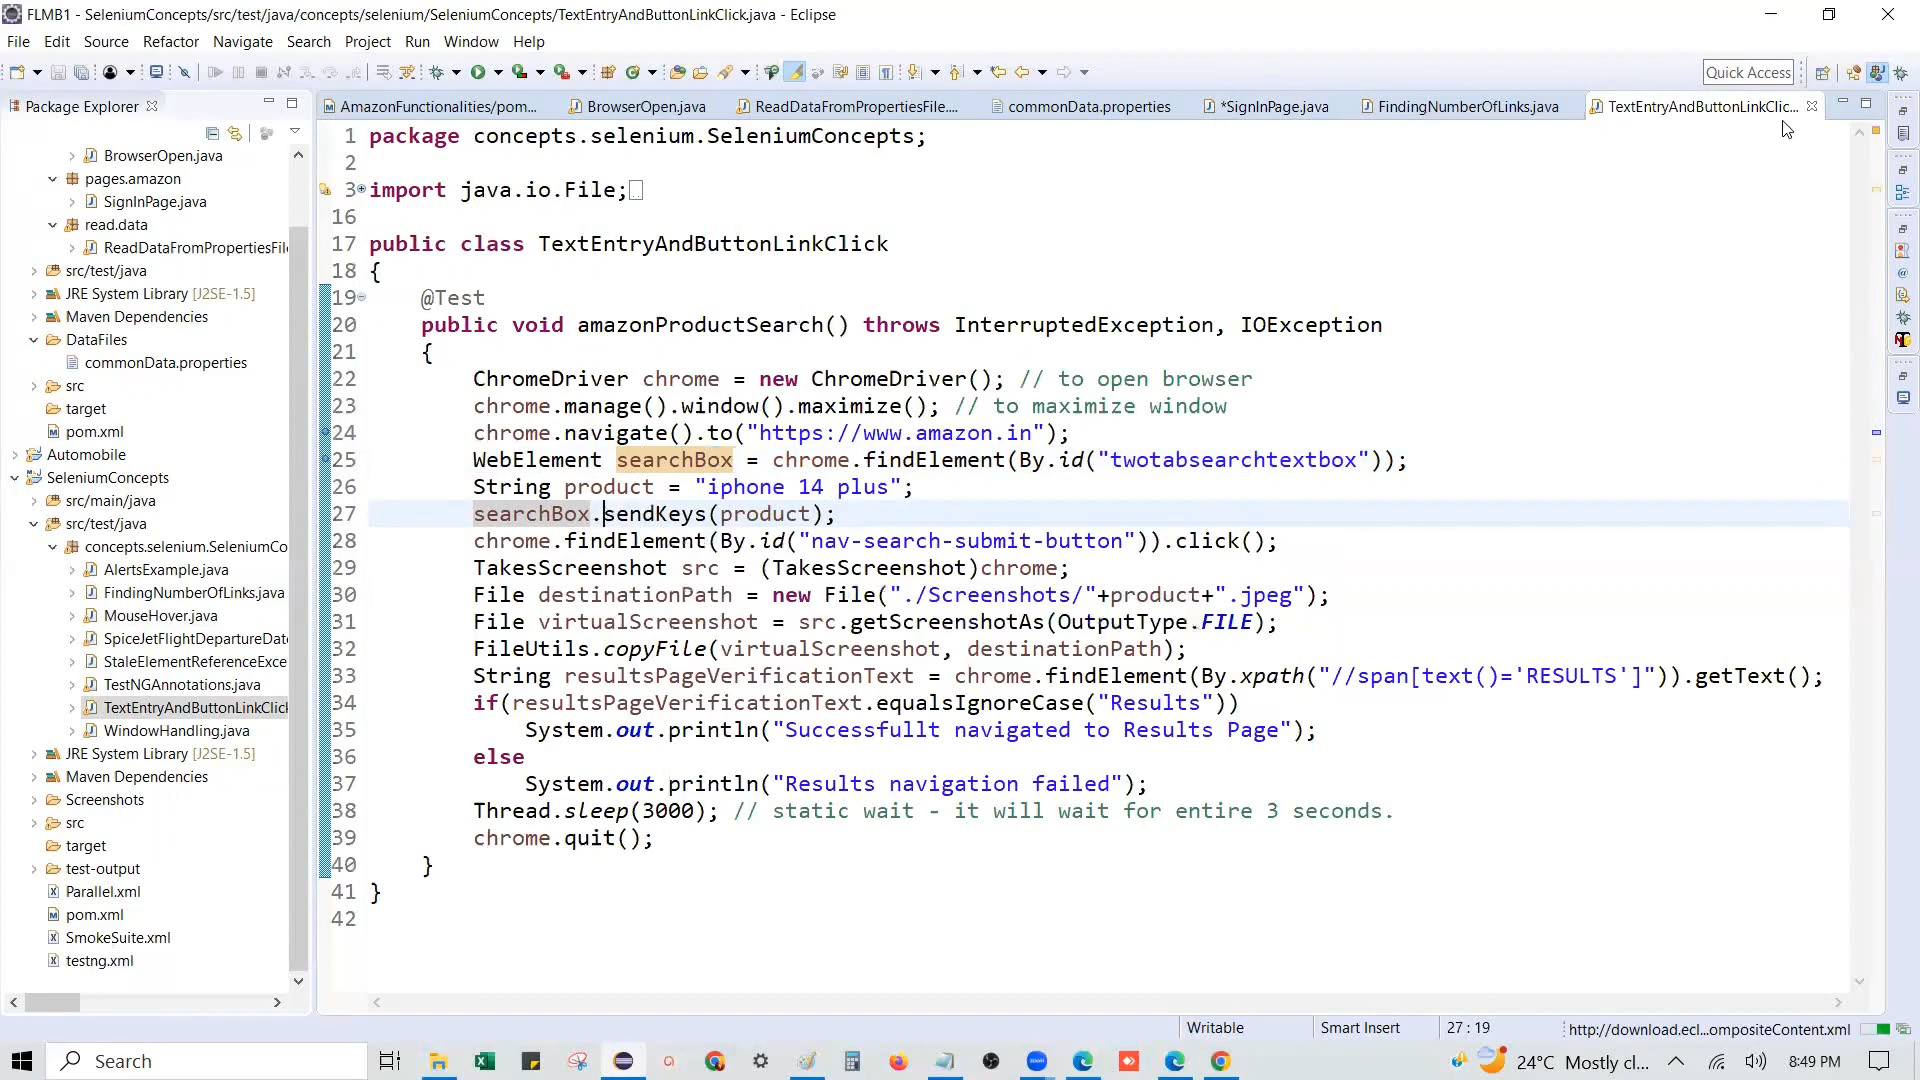 FLMB1 - SeleniumConcepts/src/test/java/concepts/selenium/SeleniumConcepts/TextEntryAndButtonLinkClick.java - Eclipse
File Edit Source Refactor Navigate Search Project Run Window Help
Quick Access
Package Explorer
AmazonFunctionalities/pom... BrowserOpen.java ReadDataFromPropertiesFile.... commonData.properties *SignInPage.java FindingNumberOfLinks.java TextEntryAndButtonLinkClic...
BrowserOpen.java
pages.amazon
SignInPage.java
read.data
ReadDataFromPropertiesFil
src/test/java
JRE System Library [J2SE-1.5]
Maven Dependencies
DataFiles
commonData.properties
src
target
pom.xml
Automobile
SeleniumConcepts
src/main/java
src/test/java
concepts.selenium.SeleniumCo
AlertsExample.java
FindingNumberOfLinks.java
MouseHover.java
SpiceJetFlightDepartureDat
StaleElementReferenceExce
TestNGAnnotations.java
TextEntryAndButtonLinkClick
WindowHandling.java
JRE System Library [J2SE-1.5]
Maven Dependencies
Screenshots
src
target
test-output
Parallel.xml
pom.xml
SmokeSuite.xml
testng.xml
1 package concepts.selenium.SeleniumConcepts;
2
3 import java.io.File;
16
17 public class TextEntryAndButtonLinkClick
18 {
19 @Test
20 public void amazonProductSearch() throws InterruptedException, IOException
21 {
22 ChromeDriver chrome = new ChromeDriver(); // to open browser
23 chrome.manage().window().maximize(); // to maximize window
24 chrome.navigate().to("https://www.amazon.in");
25 WebElement searchBox = chrome.findElement(By.id("twotabsearchtextbox"));
26 String product = "iphone 14 plus";
27 searchBox.sendKeys(product);
28 chrome.findElement(By.id("nav-search-submit-button")).click();
29 TakesScreenshot src = (TakesScreenshot)chrome;
30 File destinationPath = new File("./Screenshots/"+product+".jpeg");
31 File virtualScreenshot = src.getScreenshotAs(OutputType.FILE);
32 FileUtils.copyFile(virtualScreenshot, destinationPath);
33 String resultsPageVerificationText = chrome.findElement(By.xpath("//span[text()='RESULTS']")).getText();
34 if(resultsPageVerificationText.equalsIgnoreCase("Results"))
35 System.out.println("Successfullt navigated to Results Page");
36 else
37 System.out.println("Results navigation failed");
38 Thread.sleep(3000); // static wait - it will wait for entire 3 seconds.
39 chrome.quit();
40 }
41 }
42
Writable Smart Insert 27 : 19 http://download.ecl...ompositeContent.xml
Search 24°C Mostly cl... 8:49 PM